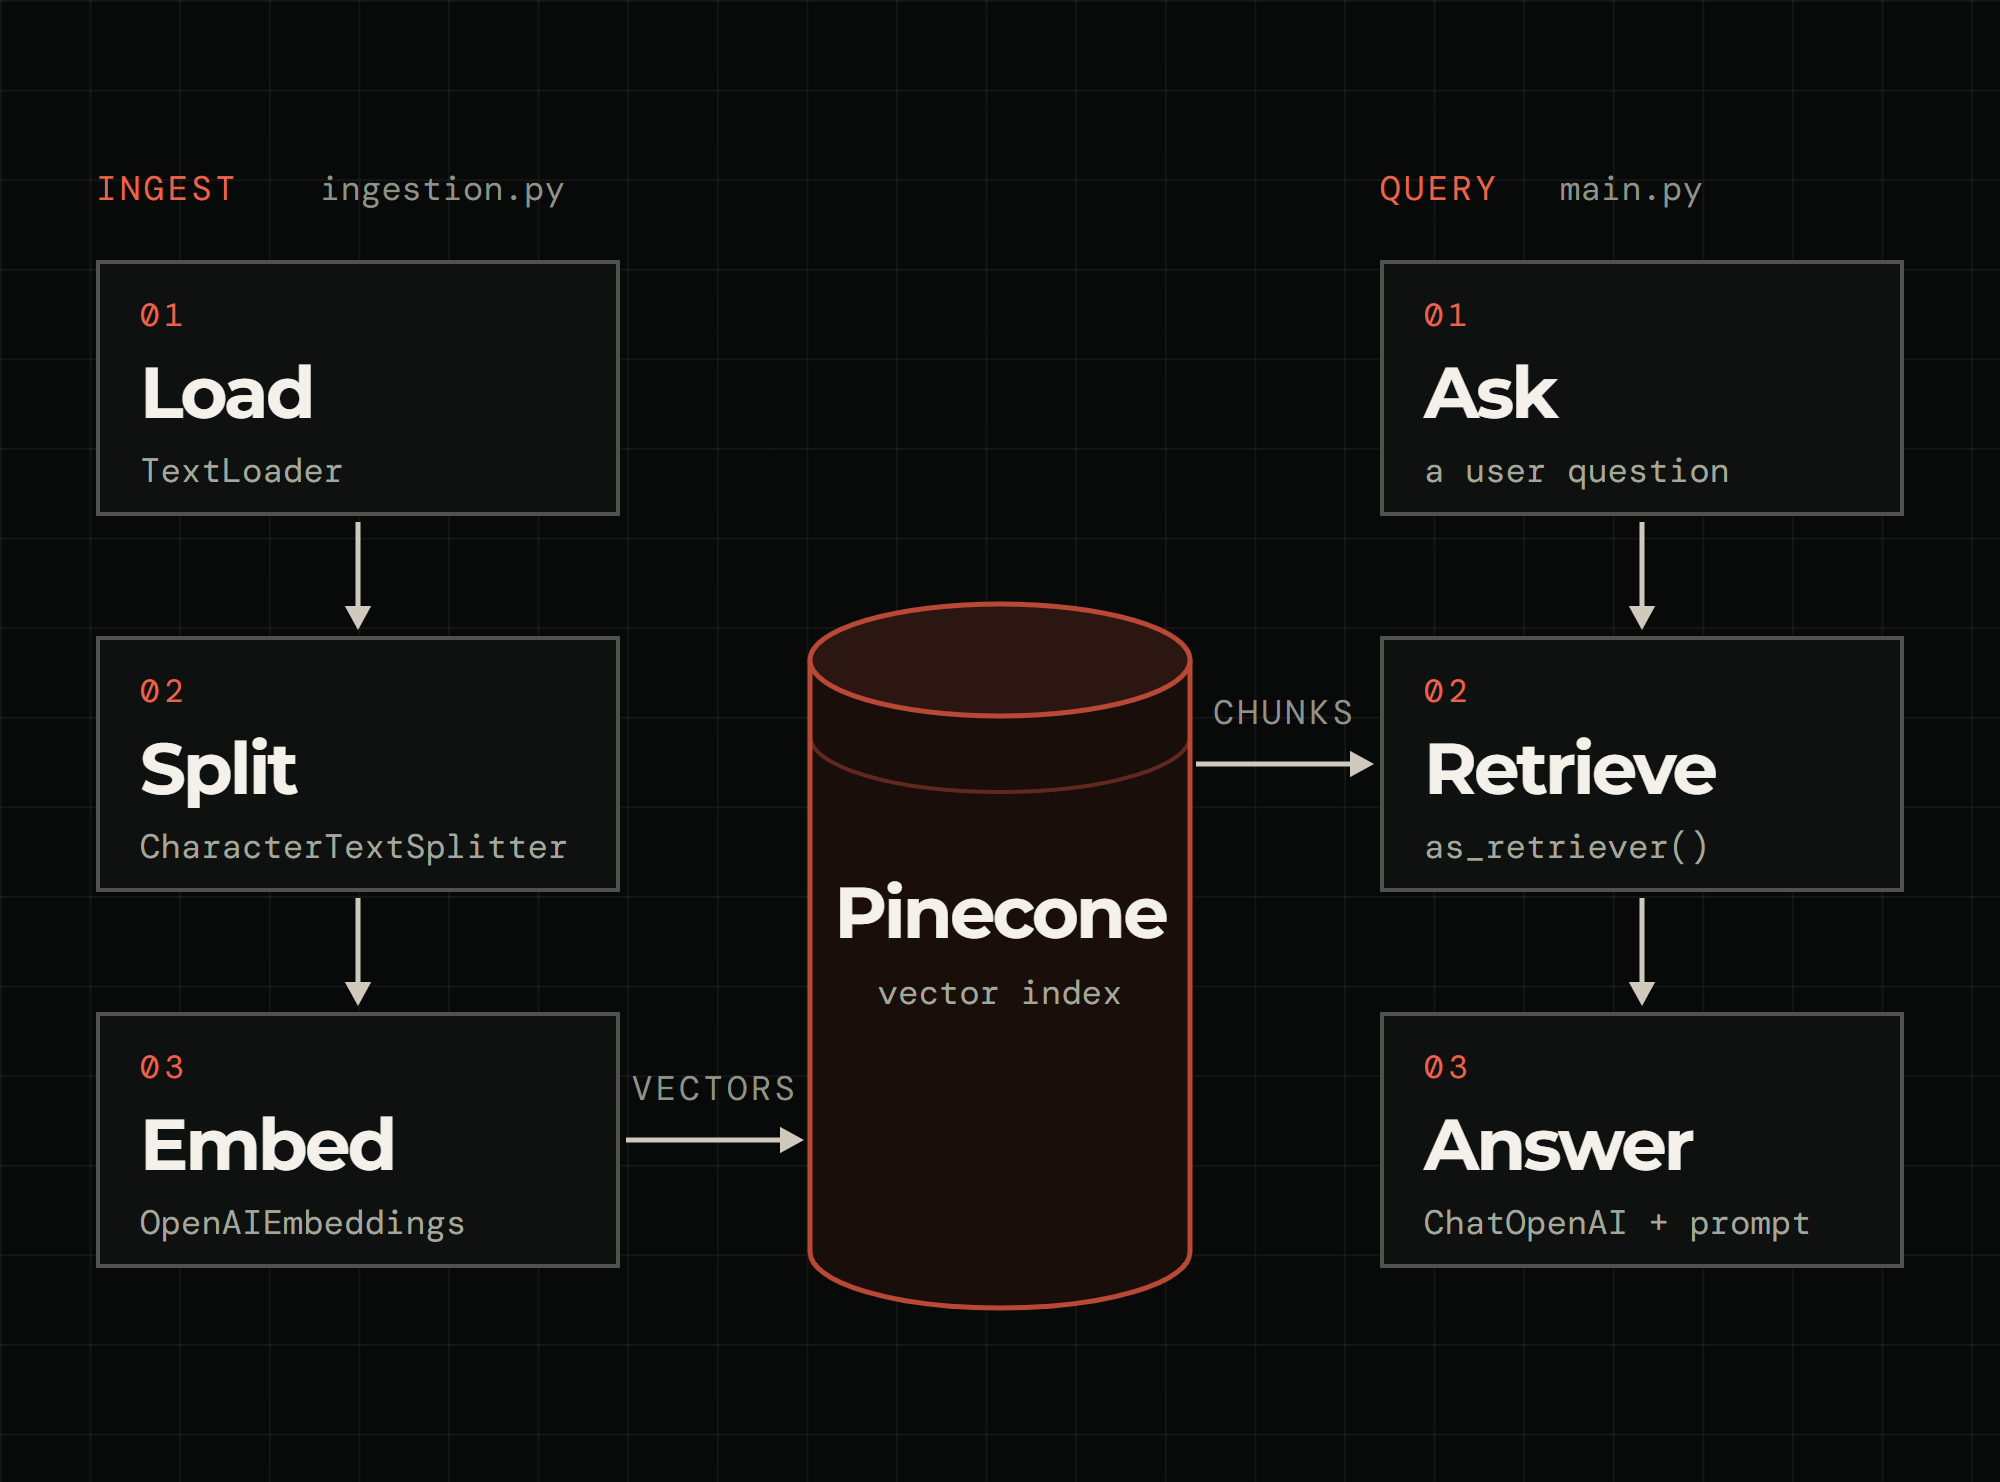 INGEST ingestion.py
01
Load
TextLoader
02
Split
CharacterTextSplitter
03
Embed
OpenAIEmbeddings
VECTORS
Pinecone
vector index
CHUNKS
QUERY main.py
01
Ask
a user question
02
Retrieve
as_retriever()
03
Answer
ChatOpenAI + prompt